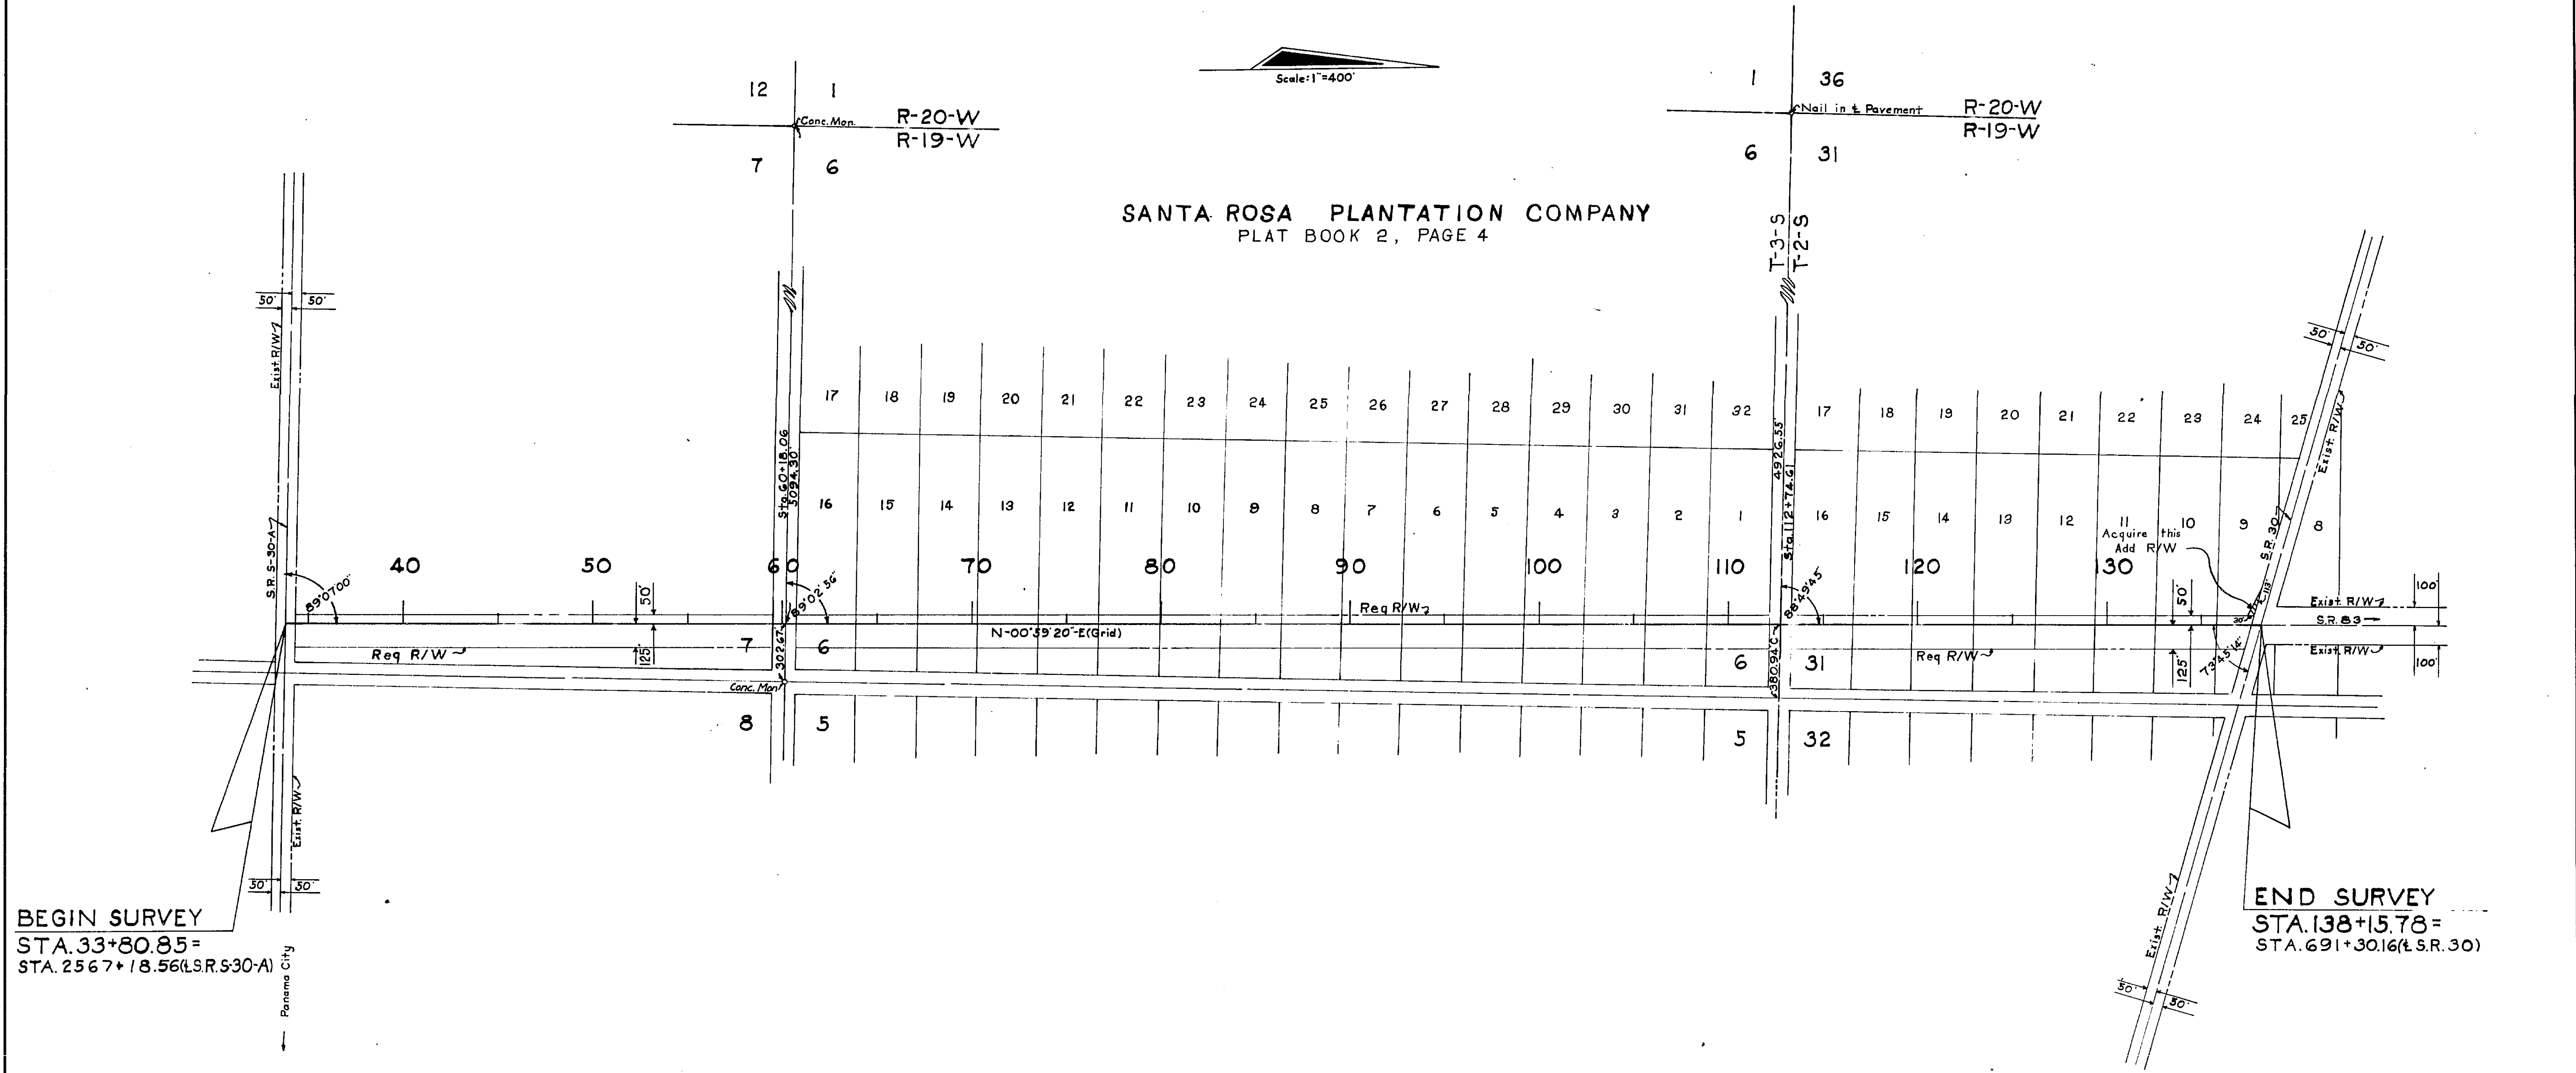 Scale: 1"=400'
12
1
Conc. Mon.
R-20-W
R-19-W
7
6
1
36
Nail in ℄ Pavement
R-20-W
R-19-W
6
31
SANTA ROSA PLANTATION COMPANY
PLAT BOOK 2, PAGE 4
T-3-S
T-2-S
50' 50'
Exist R/W
S.R. S-30-A
50'
50'
Exist. R/W
S.R. 30
17 18 19 20 21 22 23 24 25 26 27 28 29 30 31 32
17 18 19 20 21 22 23 24 25
Sta. 60+18.06
5094.30'
4926.55'
Sta. 112+74.61
16 15 14 13 12 11 10 9 8 7 6 5 4 3 2 1
16 15 14 13 12 11 10 9 8
Acquire this
Add R/W
40 50 60 70 80 90 100 110 120 130
89°07'00"
50'
89°02'56"
Req R/W
88°49'45"
50'
30'
113'
Exist. R/W
100'
S.R. 83
N-00°59'20"-E(Grid)
302.67'
7
6
Req R/W
125'
380.94'C
6
31
Req R/W
125'
73°45'14"
Exist. R/W
100'
Conc. Mon
8
5
5
32
Exist. R/W
50' 50'
BEGIN SURVEY
STA. 33+80.85=
STA. 2567+18.56(℄S.R.S-30-A)
Panama City
Exist. R/W
50'
50'
END SURVEY
STA. 138+15.78=
STA. 691+30.16(℄ S.R. 30)